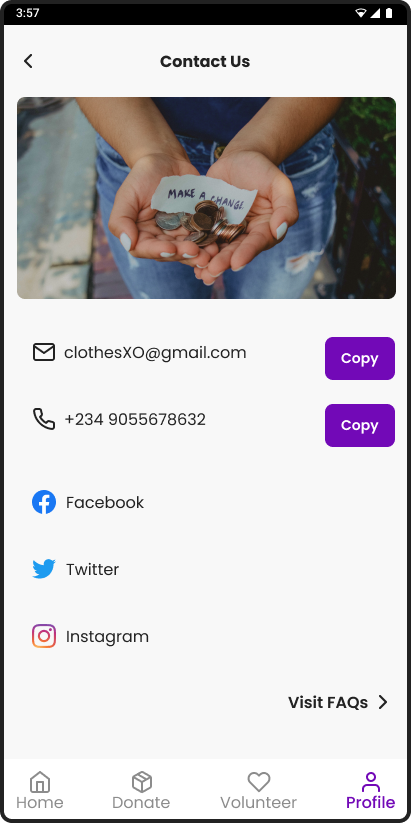 3:57
Contact Us
MAKE A CHANGE
clothesXO@gmail.com
Copy
+234 9055678632
Copy
Facebook
Twitter
Instagram
Visit FAQs
Home
Donate
Volunteer
Profile